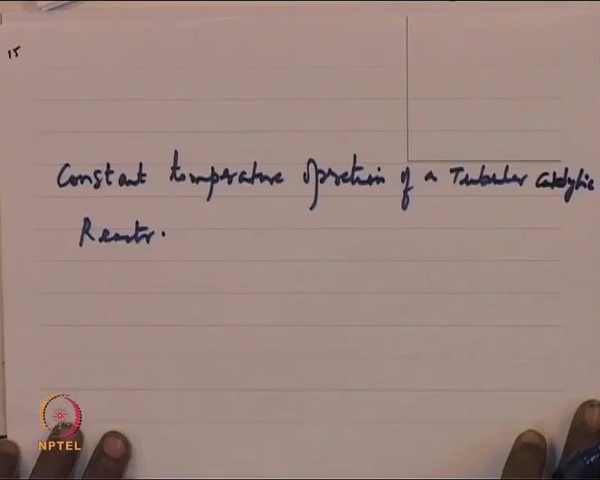 15
Constant temperature operation of a Tubular Catalytic
Reactor.
NPTEL